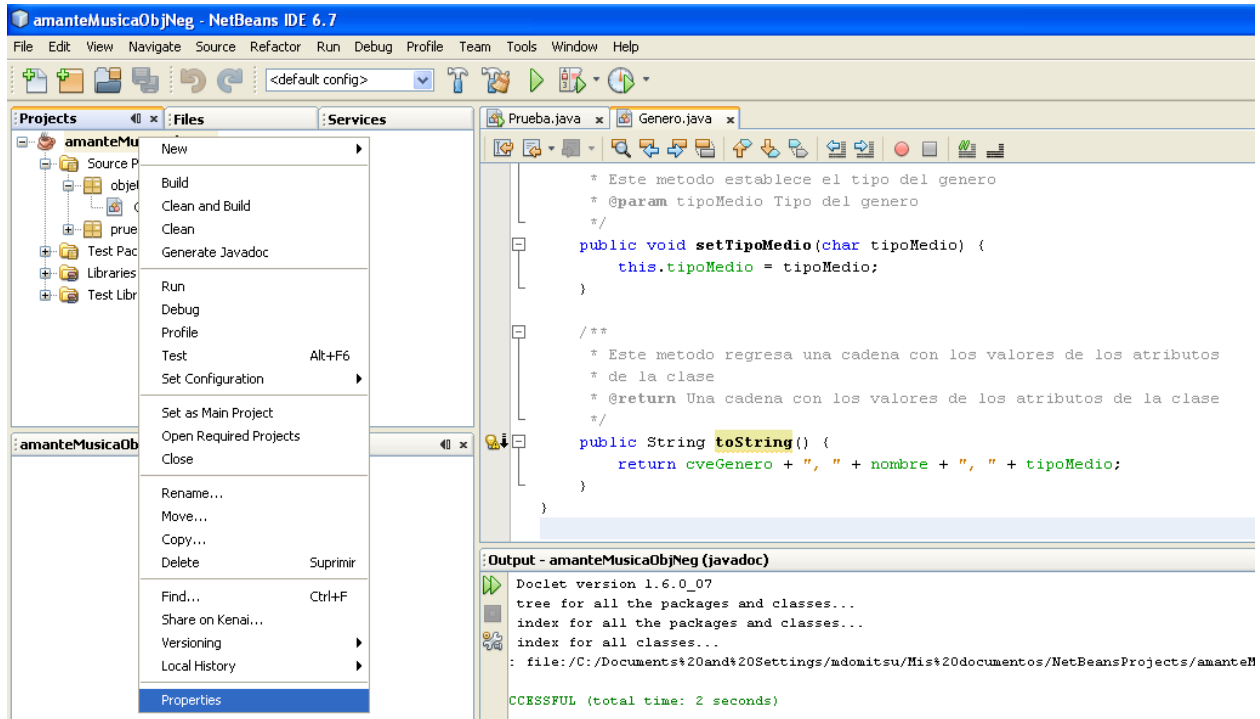 amanteMusicaObjNeg - NetBeans IDE 6.7
File Edit View Navigate Source Refactor Run Debug Profile Team Tools Window Help
<default config>
Projects Files Services
amanteMu
Source P
objet
prue
Test Pac
Libraries
Test Libr
New
Build
Clean and Build
Clean
Generate Javadoc
Run
Debug
Profile
Test Alt+F6
Set Configuration
Set as Main Project
Open Required Projects
Close
Rename...
Move...
Copy...
Delete Suprimir
Find... Ctrl+F
Share on Kenai...
Versioning
Local History
Properties
amanteMusicaOb
Prueba.java x Genero.java x
* Este metodo establece el tipo del genero
* @param tipoMedio Tipo del genero
*/
public void setTipoMedio(char tipoMedio) {
this.tipoMedio = tipoMedio;
}
/**
* Este metodo regresa una cadena con los valores de los atributos
* de la clase
* @return Una cadena con los valores de los atributos de la clase
*/
public String toString() {
return cveGenero + ", " + nombre + ", " + tipoMedio;
}
}
Output - amanteMusicaObjNeg (javadoc)
Doclet version 1.6.0_07
tree for all the packages and classes...
index for all the packages and classes...
index for all classes...
: file:/C:/Documents%20and%20Settings/mdomitsu/Mis%20documentos/NetBeansProjects/amanteM
CCESSFUL (total time: 2 seconds)